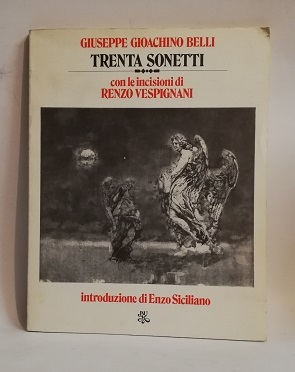 GIUSEPPE GIOACHINO BELLI
TRENTA SONETTI
con le incisioni di
RENZO VESPIGNANI
introduzione di Enzo Siciliano